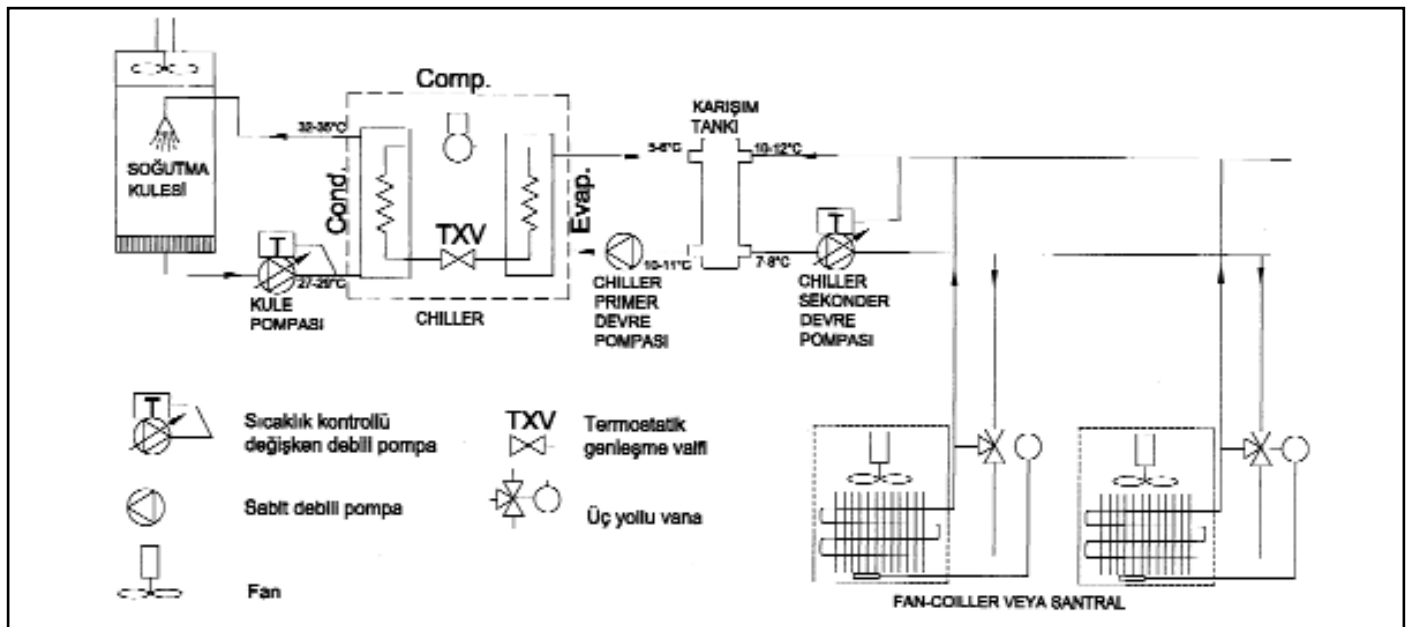 Comp.
KARIŞIM
TANKI
32-35°C
5-6°C
10-12°C
SOĞUTMA
KULESİ
Cond.
Evap.
TXV
T
T
27-29°C
10-11°C
7-8°C
KULE
POMPASI
CHILLER
CHILLER
PRIMER
DEVRE
POMPASI
CHILLER
SEKONDER
DEVRE
POMPASI
T
Sıcaklık kontrollü
değişken debili pompa
TXV
Termostatik
genleşme valfi
Sabit debili pompa
Üç yollu vana
Fan
FAN-COILLER VEYA SANTRAL